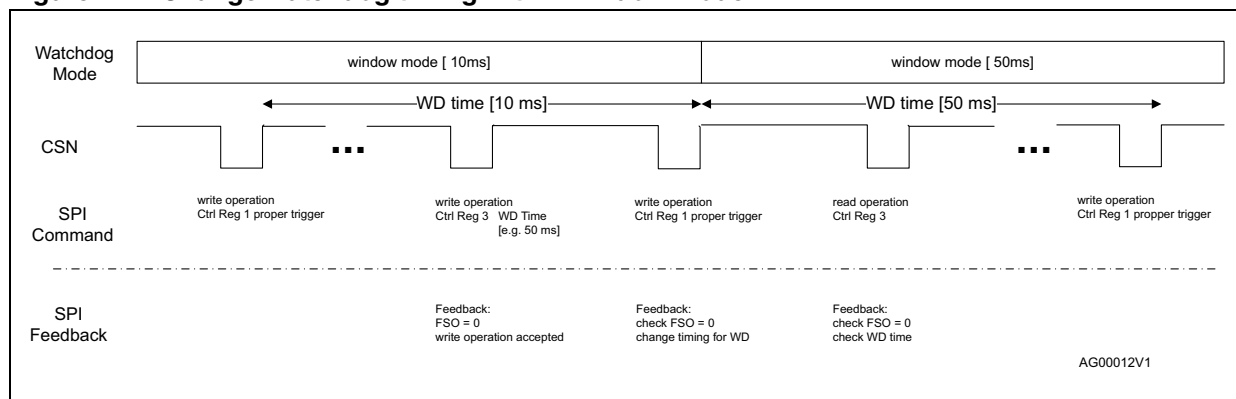 Watchdog
Mode
window mode [ 10ms]
window mode [ 50ms]
WD time [10 ms]
WD time [50 ms]
CSN
...
...
SPI
Command
write operation
Ctrl Reg 1 proper trigger
write operation
Ctrl Reg 3 WD Time
[e.g. 50 ms]
write operation
Ctrl Reg 1 proper trigger
read operation
Ctrl Reg 3
write operation
Ctrl Reg 1 propper trigger
SPI
Feedback
Feedback:
FSO = 0
write operation accepted
Feedback:
check FSO = 0
change timing for WD
Feedback:
check FSO = 0
check WD time
AG00012V1